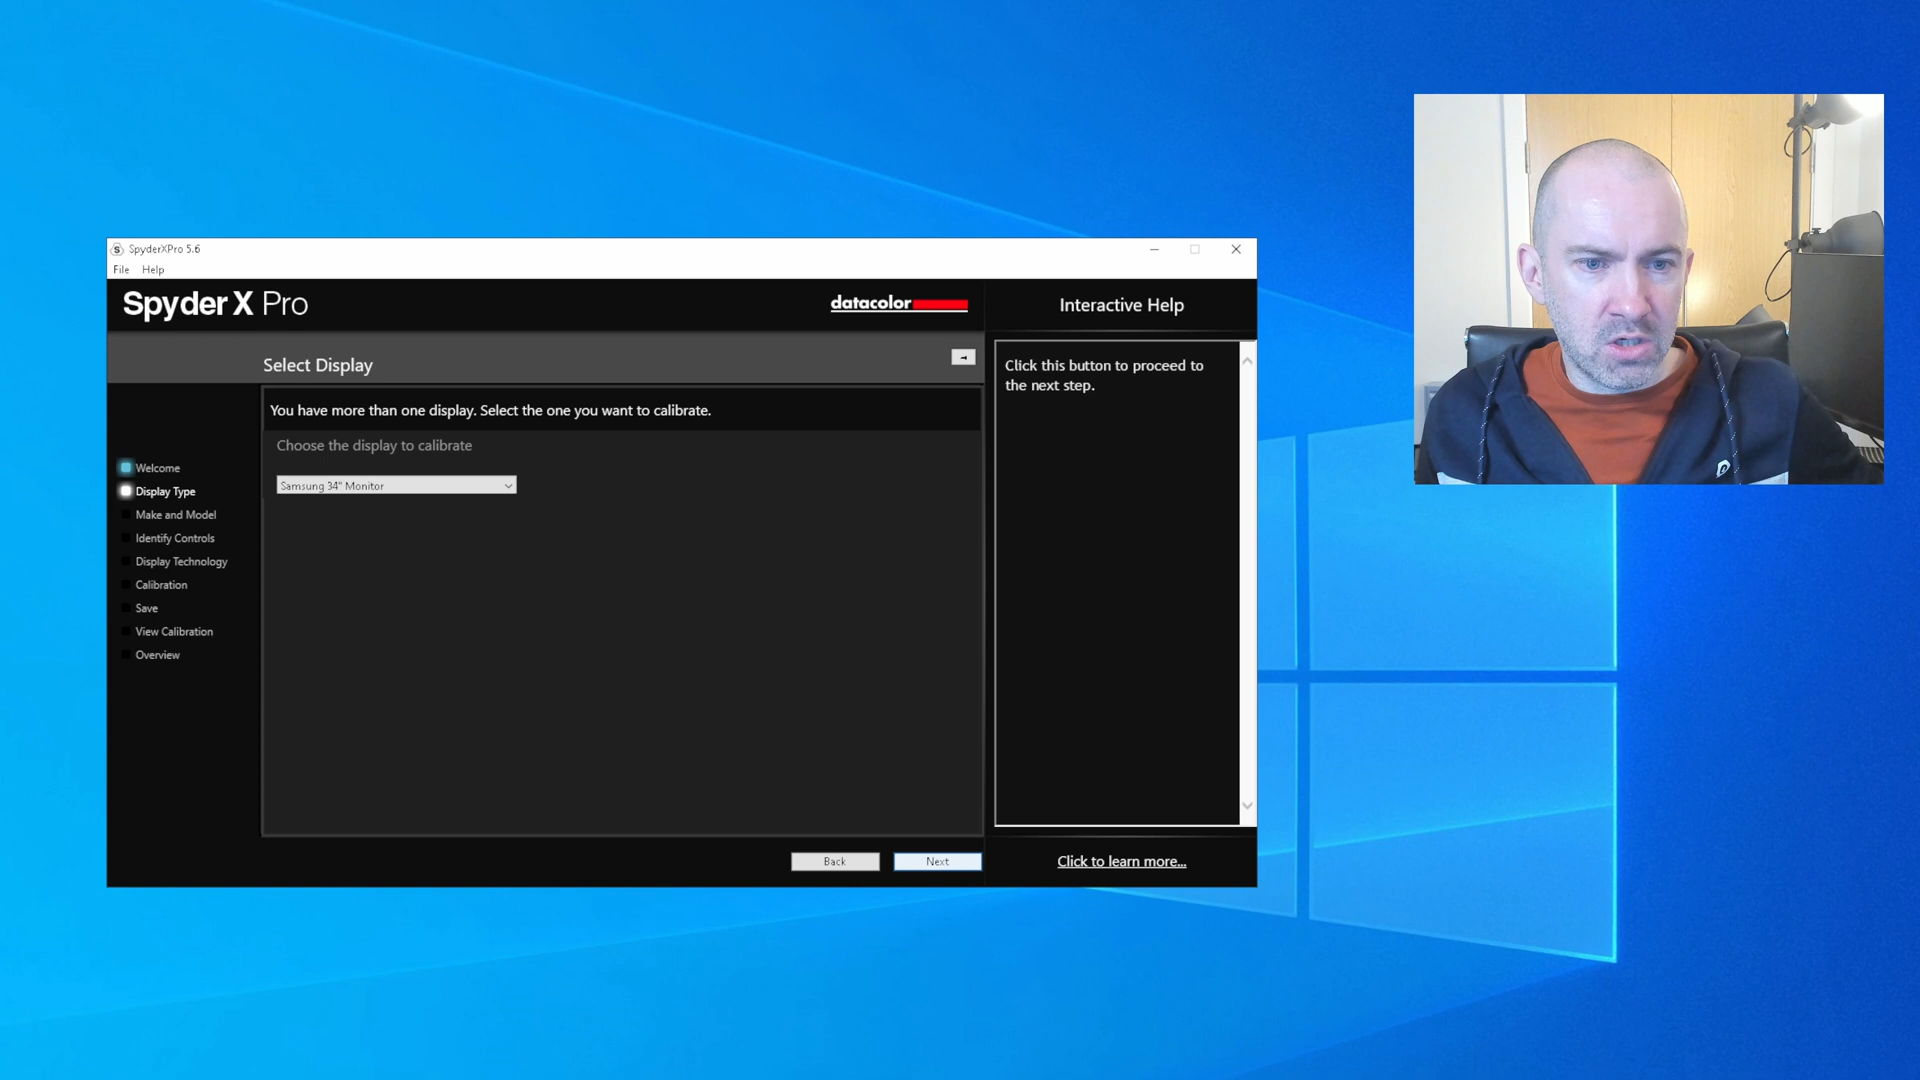 SpyderXPro 5.6
File Help
Spyder X Pro
datacolor
Interactive Help
Select Display
Click this button to proceed to
the next step.
You have more than one display. Select the one you want to calibrate.
Choose the display to calibrate
Samsung 34" Monitor
Welcome
Display Type
Make and Model
Identify Controls
Display Technology
Calibration
Save
View Calibration
Overview
Back
Next
Click to learn more...